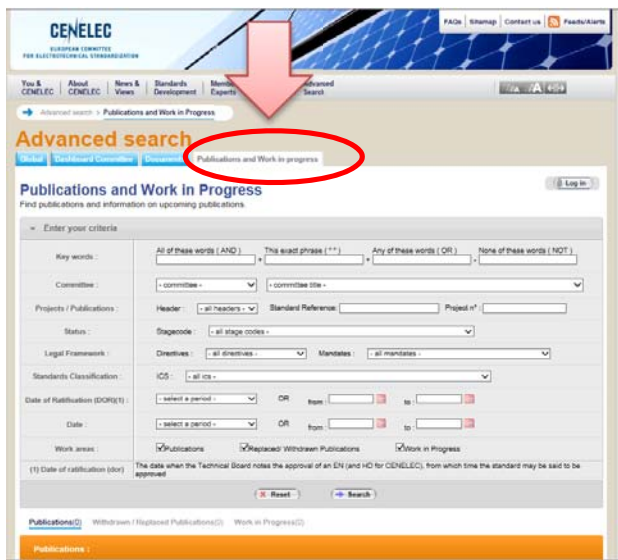 CENELEC
EUROPEAN COMMITTEE
FOR ELECTROTECHNICAL STANDARDIZATION
FAQs | Sitemap | Contact us | Feeds/Alerts
You & CENELEC | About CENELEC | News & Views | Standards Development | Experts
Advanced search > Publications and Work in Progress
Advanced search
Global Dashboard Committee Documents Publications and Work in progress
Publications and Work in Progress
Log in
Find publications and information on upcoming publications.
Enter your criteria
All of these words ( AND ) This exact phrase ( "" ) Any of these words ( OR ) None of these words ( NOT )
Key words : + + -
Committee : - committee - - committee title -
Projects / Publications : Header : - all headers - Standard Reference: Project n° :
Status : Stagecode : - all stage codes -
Legal Framework : Directives : - all directives - Mandates : - all mandates -
Standards Classification : ICS : - all ics -
Date of Ratification (DOR)(1) : - select a period - OR from : to :
Date : - select a period - OR from : to :
Work areas : Publications Replaced/ Withdrawn Publications Work in Progress
(1) Date of ratification (dor) The date when the Technical Board notes the approval of an EN (and HD for CENELEC), from which time the standard may be said to be
approved
Reset Search
Publications(0) Withdrawn / Replaced Publications(0) Work in Progress(0)
Publications :